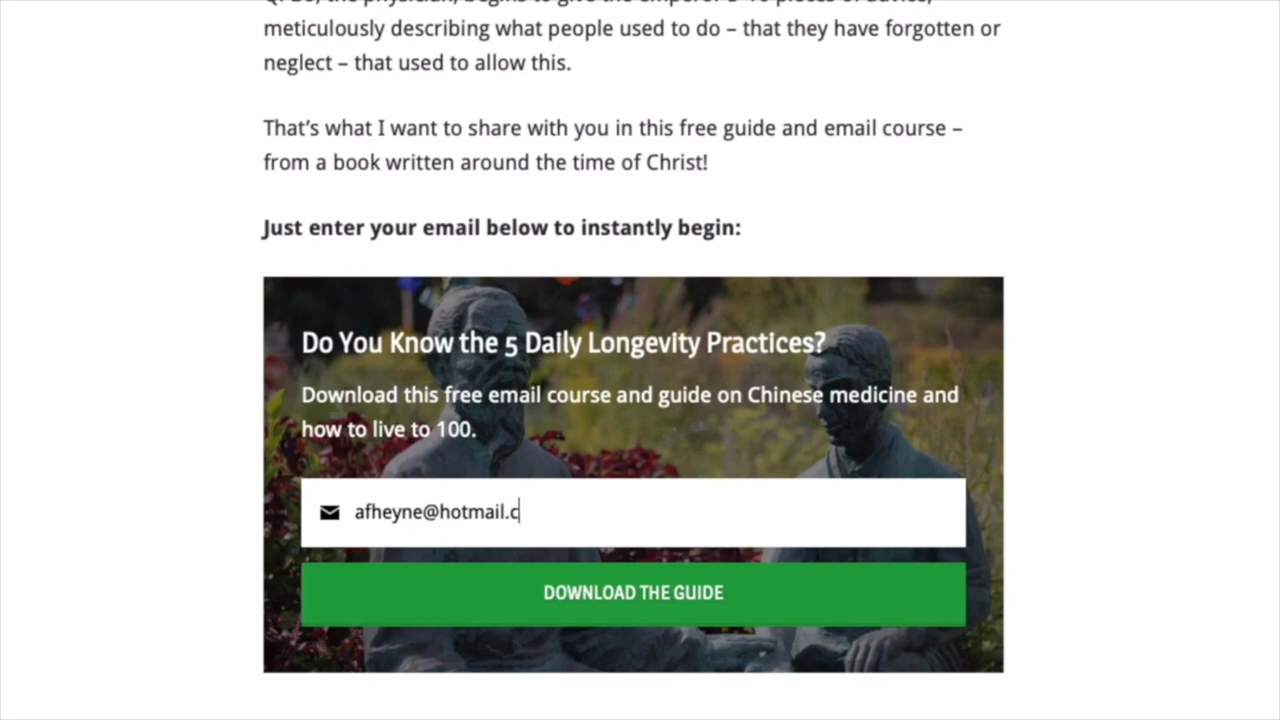 meticulously describing what people used to do – that they have forgotten or
neglect – that used to allow this.
That's what I want to share with you in this free guide and email course –
from a book written around the time of Christ!
Just enter your email below to instantly begin:
Do You Know the 5 Daily Longevity Practices?
Download this free email course and guide on Chinese medicine and
how to live to 100.
afheyne@hotmail.c
DOWNLOAD THE GUIDE